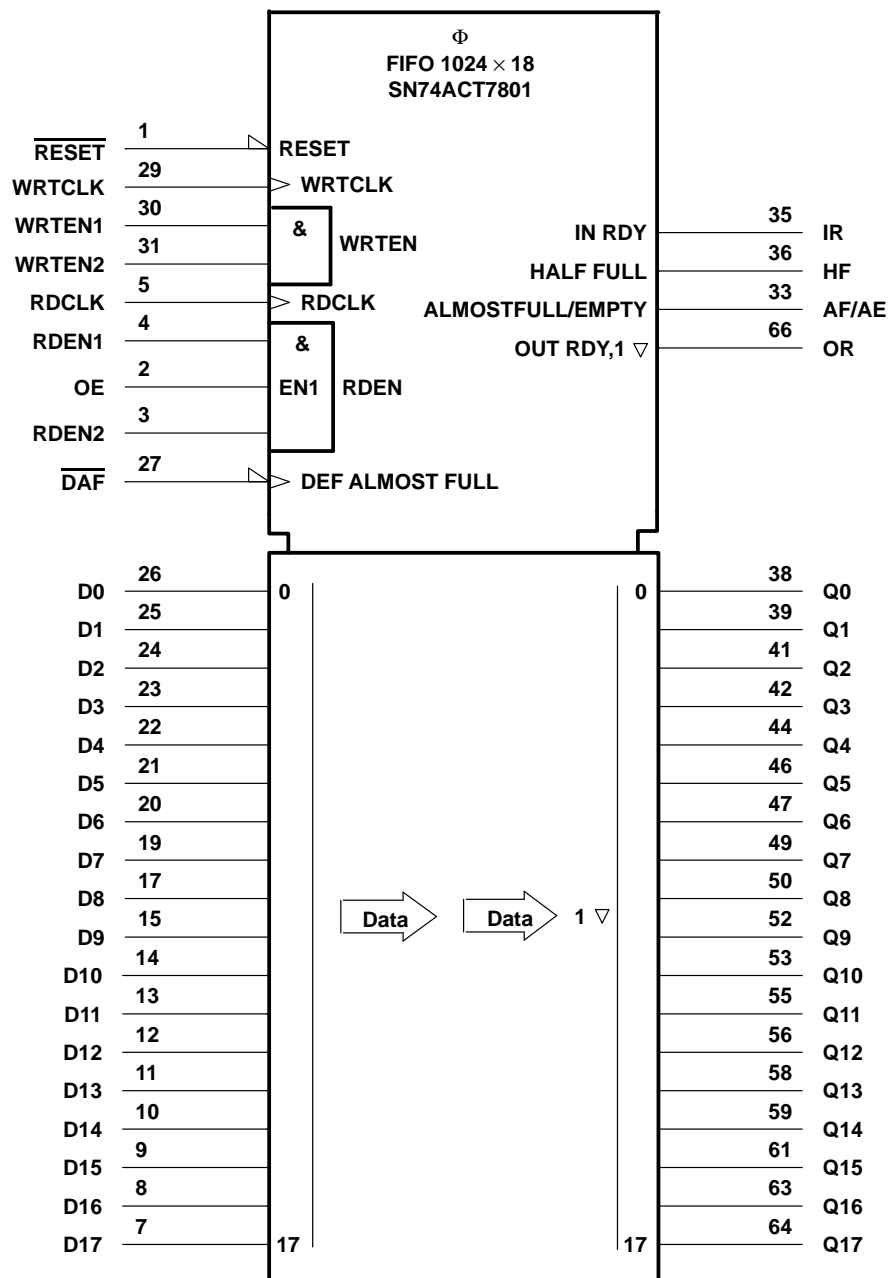 Φ
FIFO 1024 × 18
SN74ACT7801
RESET 1 RESET
WRTCLK 29 WRTCLK
WRTEN1 30 &
WRTEN
WRTEN2 31
RDCLK 5 RDCLK
RDEN1 4 &
OE 2 EN1 RDEN
RDEN2 3
DAF 27 DEF ALMOST FULL
IN RDY 35 IR
HALF FULL 36 HF
ALMOSTFULL/EMPTY 33 AF/AE
OUT RDY,1 ▽ 66 OR
D0 26 0
D1 25
D2 24
D3 23
D4 22
D5 21
D6 20
D7 19
D8 17
D9 15
D10 14
D11 13
D12 12
D13 11
D14 10
D15 9
D16 8
D17 7 17
Data Data 1 ▽
0 38 Q0
39 Q1
41 Q2
42 Q3
44 Q4
46 Q5
47 Q6
49 Q7
50 Q8
52 Q9
53 Q10
55 Q11
56 Q12
58 Q13
59 Q14
61 Q15
63 Q16
17 64 Q17